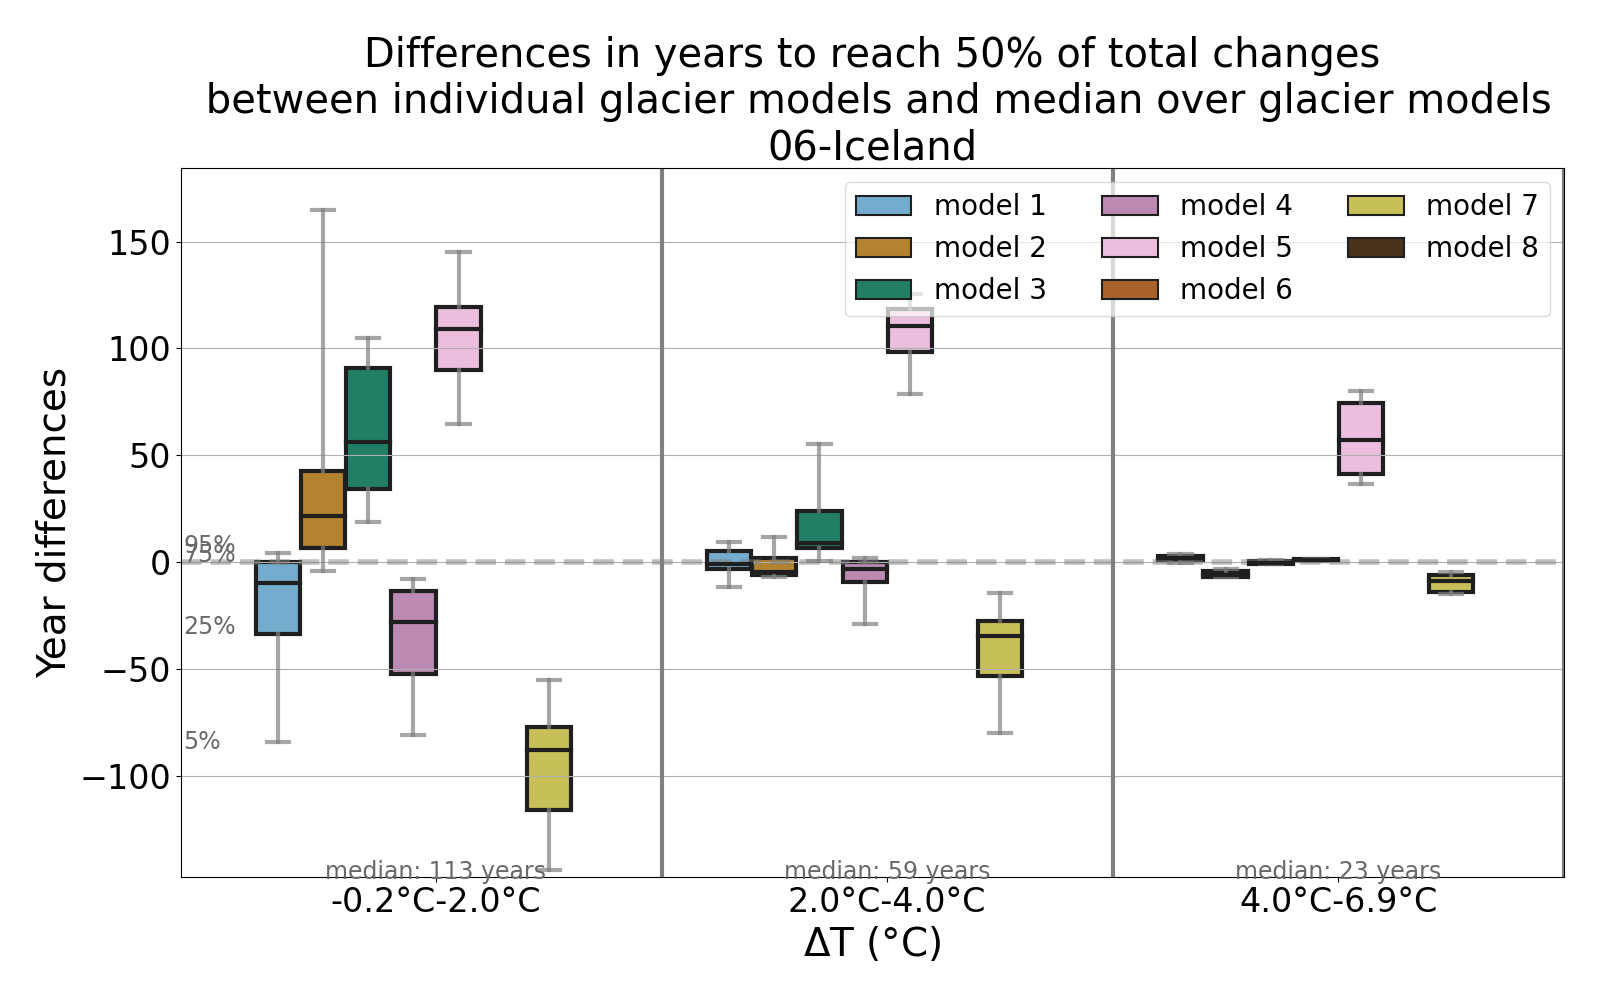 Differences in years to reach 50% of total changes
between individual glacier models and median over glacier models
06-Iceland
model 1
model 2
model 3
model 4
model 5
model 6
model 7
model 8
Year differences
150
100
50
0
−50
−100
95%
75%
25%
5%
median: 113 years
median: 59 years
median: 23 years
-0.2°C-2.0°C
2.0°C-4.0°C
4.0°C-6.9°C
ΔT (°C)